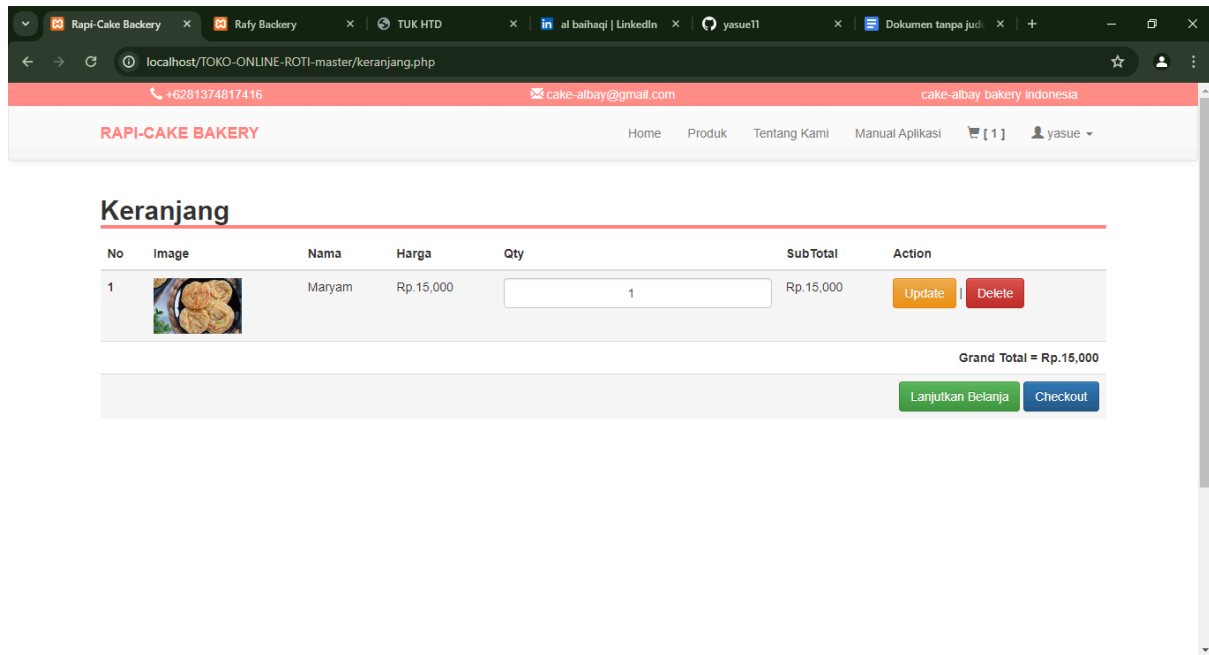 Rapi-Cake Backery
Rafy Backery
TUK HTD
in al baihaqi | LinkedIn
yasue11
Dokumen tanpa judu
localhost/TOKO-ONLINE-ROTI-master/keranjang.php
+6281374817416
cake-albay@gmail.com
cake-albay bakery indonesia
RAPI-CAKE BAKERY
Home Produk Tentang Kami Manual Aplikasi [ 1 ] yasue
Keranjang
No Image Nama Harga Qty SubTotal Action
1 Maryam Rp.15,000 1 Rp.15,000 Update | Delete
Grand Total = Rp.15,000
Lanjutkan Belanja Checkout